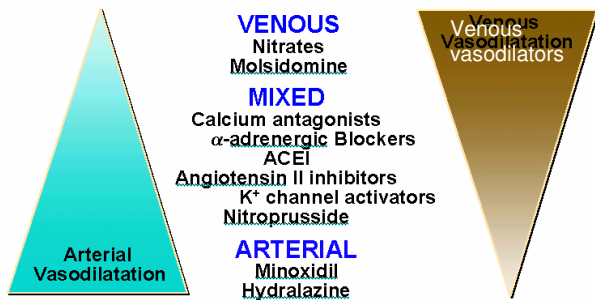 VENOUS
Nitrates
Molsidomine
MIXED
Calcium antagonists
α-adrenergic Blockers
ACEI
Angiotensin II inhibitors
K⁺ channel activators
Nitroprusside
ARTERIAL
Minoxidil
Hydralazine
Arterial
Vasodilatation
Venous
Vasodilatation
Venous
vasodilators